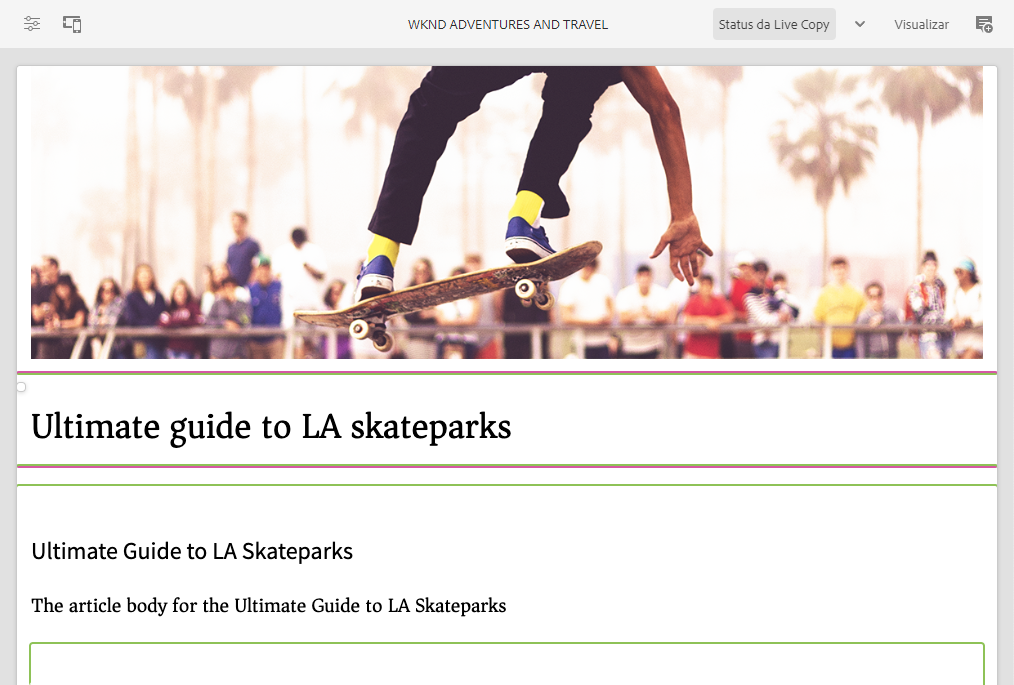 WKND ADVENTURES AND TRAVEL
Status da Live Copy
Visualizar
Ultimate guide to LA skateparks
Ultimate Guide to LA Skateparks
The article body for the Ultimate Guide to LA Skateparks